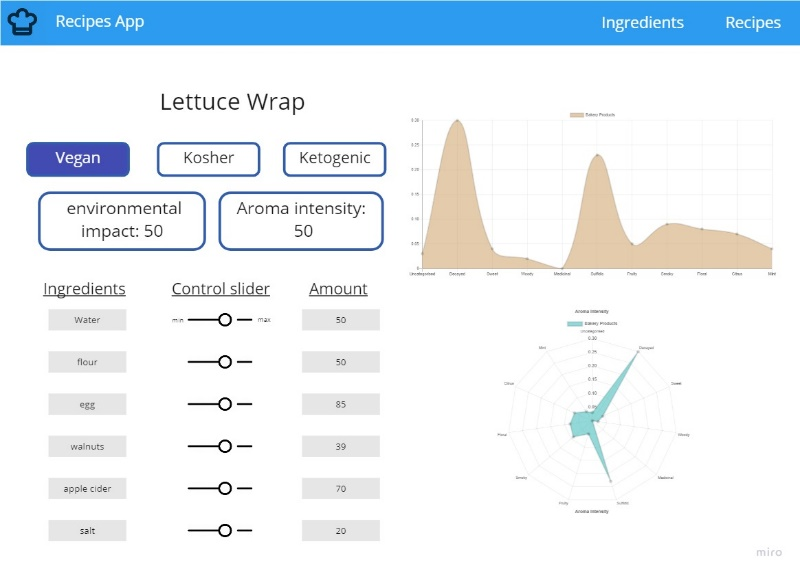 Recipes App
Ingredients
Recipes
Lettuce Wrap
Vegan
Kosher
Ketogenic
environmental
impact: 50
Aroma intensity:
50
Ingredients
Control slider
Amount
Water
min
max
50
flour
50
egg
85
walnuts
39
apple cider
70
salt
20
Bakery Products
0.30
0.25
0.20
0.15
0.10
0.05
0
Uncategorised
Decayed
Sweet
Woody
Medicinal
Sulfidic
Fruity
Smoky
Floral
Citrus
Mint
Aroma Intensity
Bakery Products
Uncategorised
0.30
Mint
Decayed
0.25
0.20
Citrus
Sweet
0.15
0.10
0.05
Floral
Woody
Smoky
Medicinal
Fruity
Sulfidic
Aroma Intensity
miro